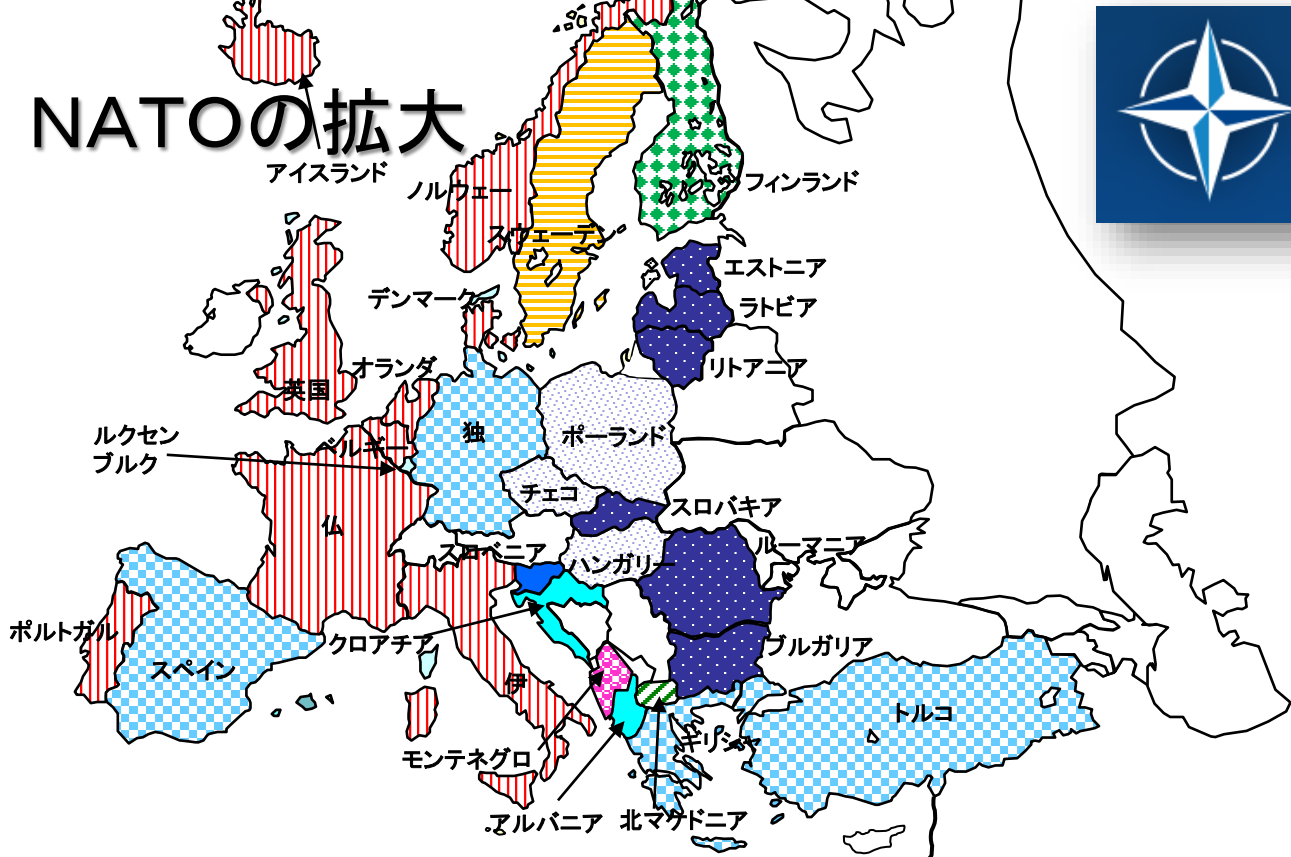 NATOの拡大
アイスランド
ノルウェー
フィンランド
スウェーデン
エストニア
デンマーク
ラトビア
オランダ
リトアニア
英国
ルクセン
ブルク
ベルギー
独
ポーランド
チェコ
スロバキア
仏
スロベニア
ハンガリー
ルーマニア
ポルトガル
クロアチア
ブルガリア
スペイン
伊
トルコ
モンテネグロ
ギリシャ
アルバニア
北マケドニア